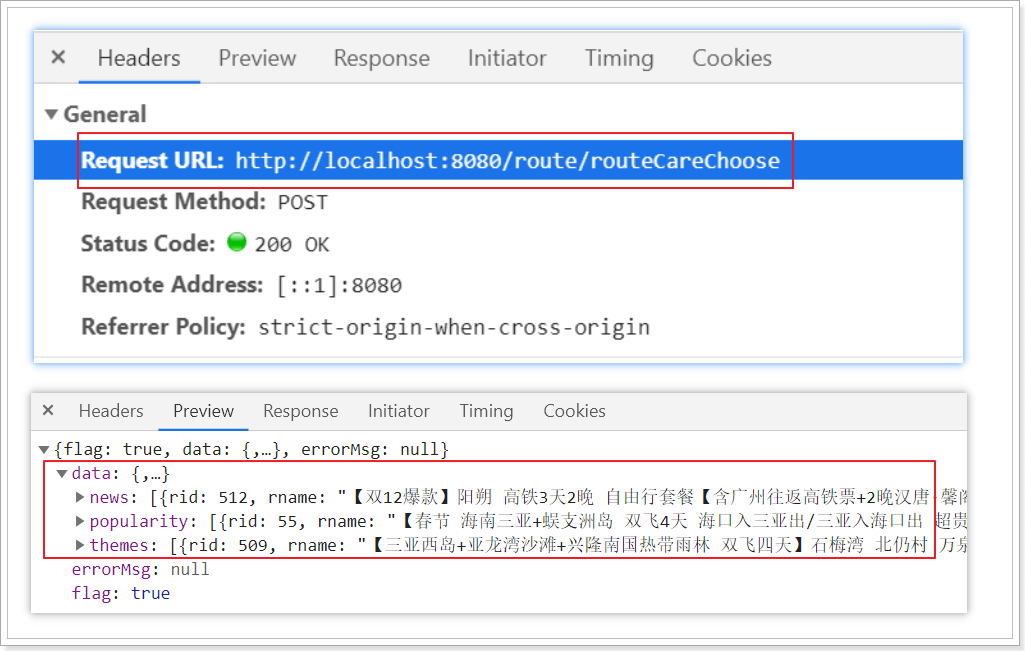 × Headers Preview Response Initiator Timing Cookies
▼ General
Request URL: http://localhost:8080/route/routeCareChoose
Request Method: POST
Status Code: 200 OK
Remote Address: [::1]:8080
Referrer Policy: strict-origin-when-cross-origin
× Headers Preview Response Initiator Timing Cookies
▼{flag: true, data: {,…}, errorMsg: null}
▼data: {,…}
▶news: [{rid: 512, rname: "【双12爆款】阳朔 高铁3天2晚 自由行套餐【含广州往返高铁票+2晚汉唐·馨阁
▶popularity: [{rid: 55, rname: "【春节 海南三亚+蜈支洲岛 双飞4天 海口入三亚出/三亚入海口出 超贵
▶themes: [{rid: 509, rname: "【三亚西岛+亚龙湾沙滩+兴隆南国热带雨林 双飞四天】石梅湾 北仍村 万泉
errorMsg: null
flag: true